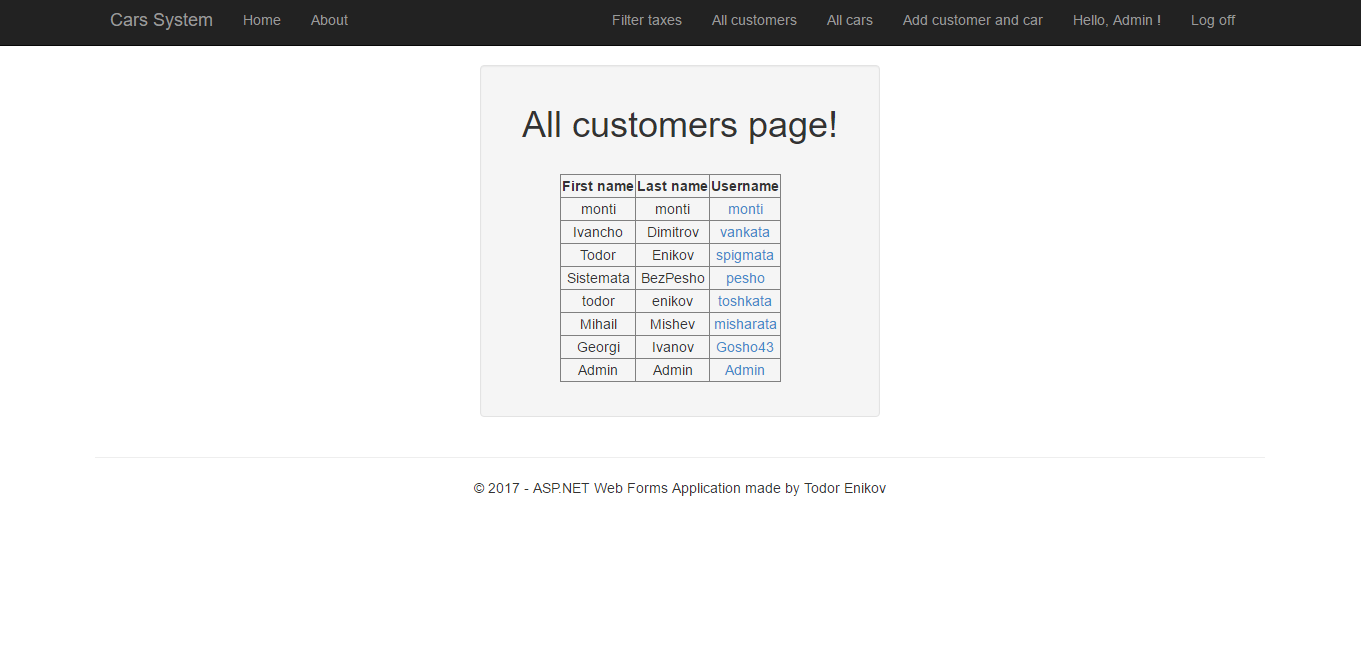 Cars System Home About Filter taxes All customers All cars Add customer and car Hello, Admin ! Log off
All customers page!
First name Last name Username
monti monti monti
Ivancho Dimitrov vankata
Todor Enikov spigmata
Sistemata BezPesho pesho
todor enikov toshkata
Mihail Mishev misharata
Georgi Ivanov Gosho43
Admin Admin Admin
© 2017 - ASP.NET Web Forms Application made by Todor Enikov